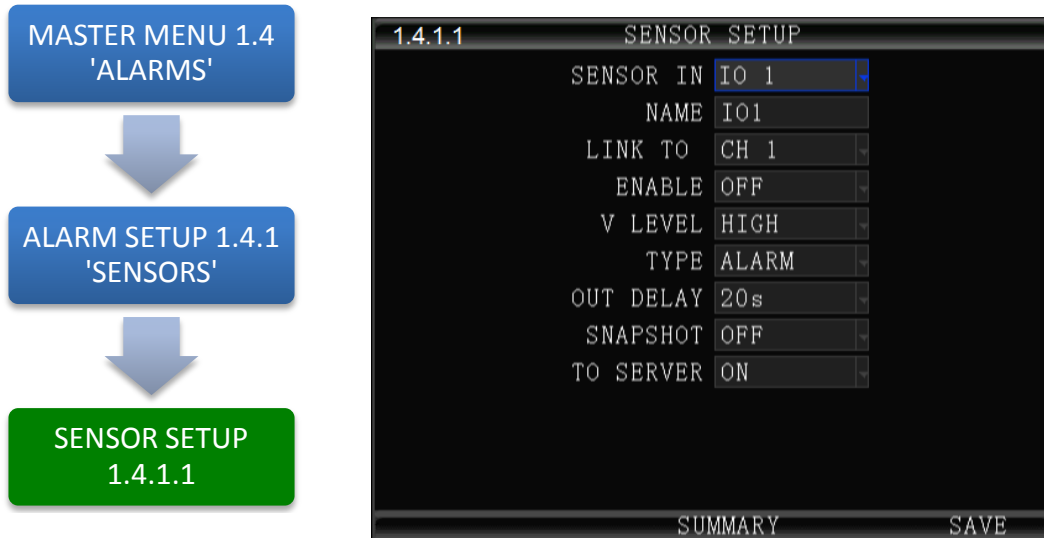 MASTER MENU 1.4
'ALARMS'
ALARM SETUP 1.4.1
'SENSORS'
SENSOR SETUP
1.4.1.1
1.4.1.1 SENSOR SETUP
SENSOR IN IO 1
NAME IO1
LINK TO CH 1
ENABLE OFF
V LEVEL HIGH
TYPE ALARM
OUT DELAY 20s
SNAPSHOT OFF
TO SERVER ON
SUMMARY SAVE